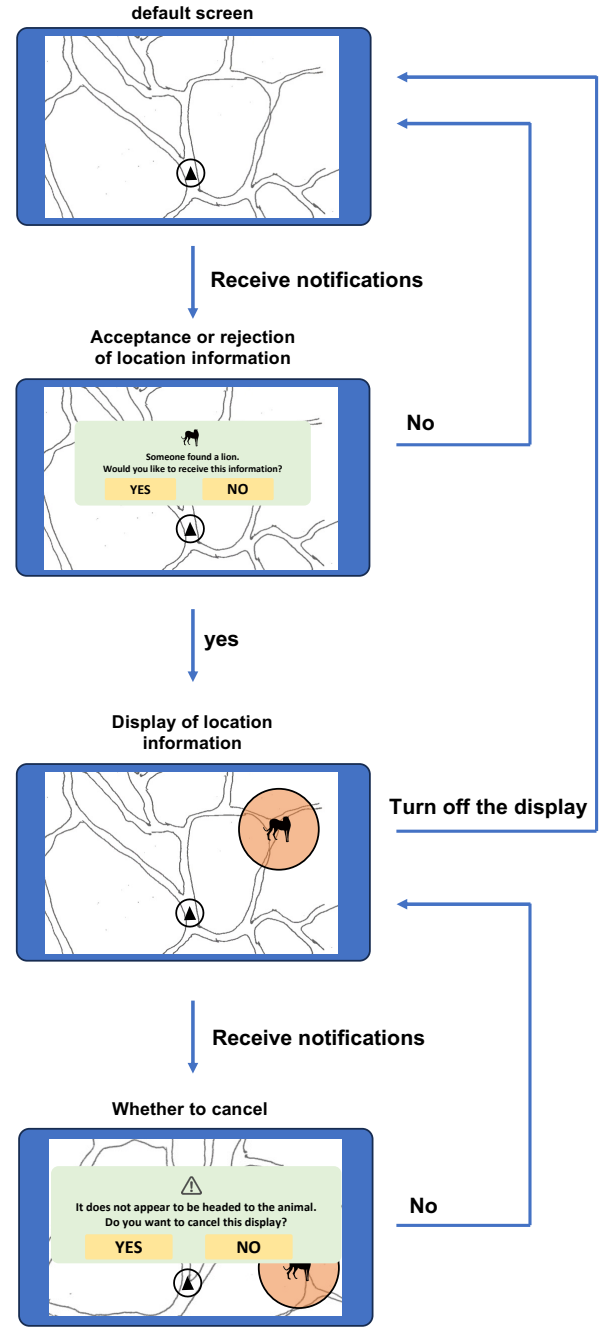 default screen
Receive notifications
Acceptance or rejection
of location information
Someone found a lion.
Would you like to receive this information?
YES
NO
No
yes
Display of location
information
Turn off the display
Receive notifications
Whether to cancel
It does not appear to be headed to the animal.
Do you want to cancel this display?
YES
NO
No